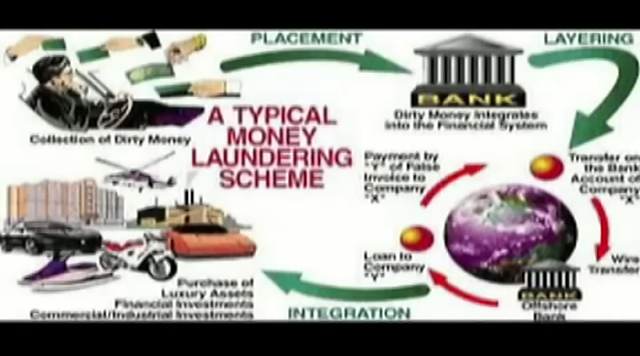 PLACEMENT
LAYERING
BANK
Dirty Money Integrates
Into the Financial System
Collection of Dirty Money
A TYPICAL
MONEY
LAUNDERING
SCHEME
Payment by
"Y" of False
Invoice to
Company
"X"
Transfer on
the Bank
Account of
Company
"X"
Loan to
Company
"Y"
Wire
Transfer
BANK
Offshore
Bank
Purchase of
Luxury Assets
Financial Investments
Commercial/Industrial Investments
INTEGRATION